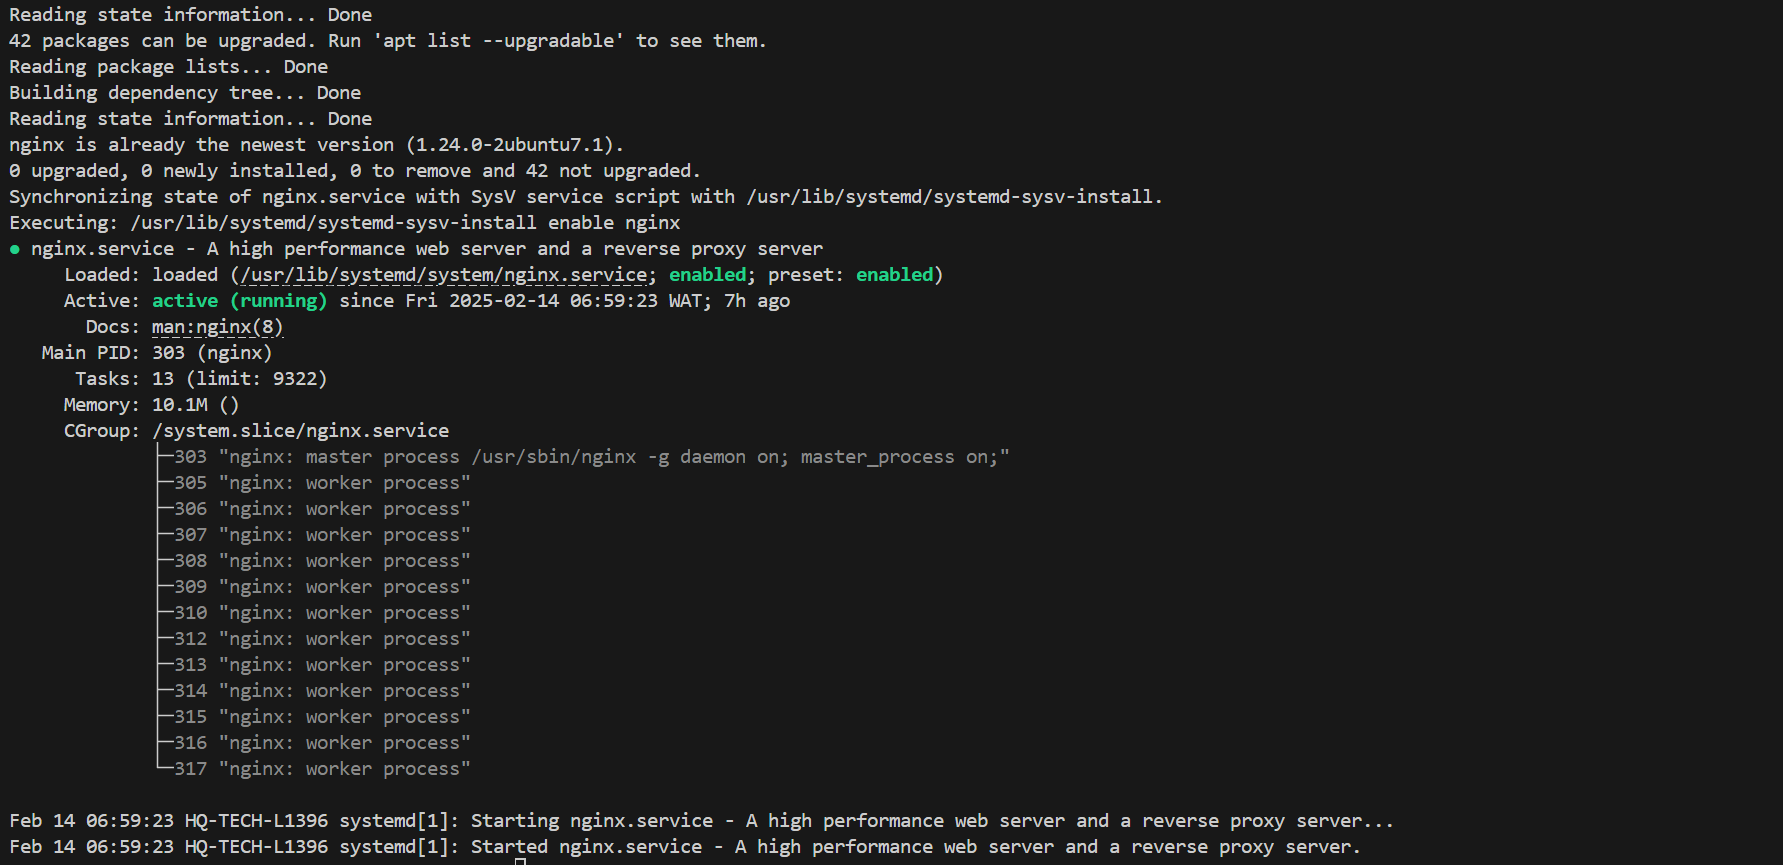 Reading state information... Done
42 packages can be upgraded. Run 'apt list --upgradable' to see them.
Reading package lists... Done
Building dependency tree... Done
Reading state information... Done
nginx is already the newest version (1.24.0-2ubuntu7.1).
0 upgraded, 0 newly installed, 0 to remove and 42 not upgraded.
Synchronizing state of nginx.service with SysV service script with /usr/lib/systemd/systemd-sysv-install.
Executing: /usr/lib/systemd/systemd-sysv-install enable nginx
● nginx.service - A high performance web server and a reverse proxy server
     Loaded: loaded (/usr/lib/systemd/system/nginx.service; enabled; preset: enabled)
     Active: active (running) since Fri 2025-02-14 06:59:23 WAT; 7h ago
       Docs: man:nginx(8)
   Main PID: 303 (nginx)
      Tasks: 13 (limit: 9322)
     Memory: 10.1M ()
     CGroup: /system.slice/nginx.service
             ├─303 "nginx: master process /usr/sbin/nginx -g daemon on; master_process on;"
             ├─305 "nginx: worker process"
             ├─306 "nginx: worker process"
             ├─307 "nginx: worker process"
             ├─308 "nginx: worker process"
             ├─309 "nginx: worker process"
             ├─310 "nginx: worker process"
             ├─312 "nginx: worker process"
             ├─313 "nginx: worker process"
             ├─314 "nginx: worker process"
             ├─315 "nginx: worker process"
             ├─316 "nginx: worker process"
             └─317 "nginx: worker process"
Feb 14 06:59:23 HQ-TECH-L1396 systemd[1]: Starting nginx.service - A high performance web server and a reverse proxy server...
Feb 14 06:59:23 HQ-TECH-L1396 systemd[1]: Started nginx.service - A high performance web server and a reverse proxy server.